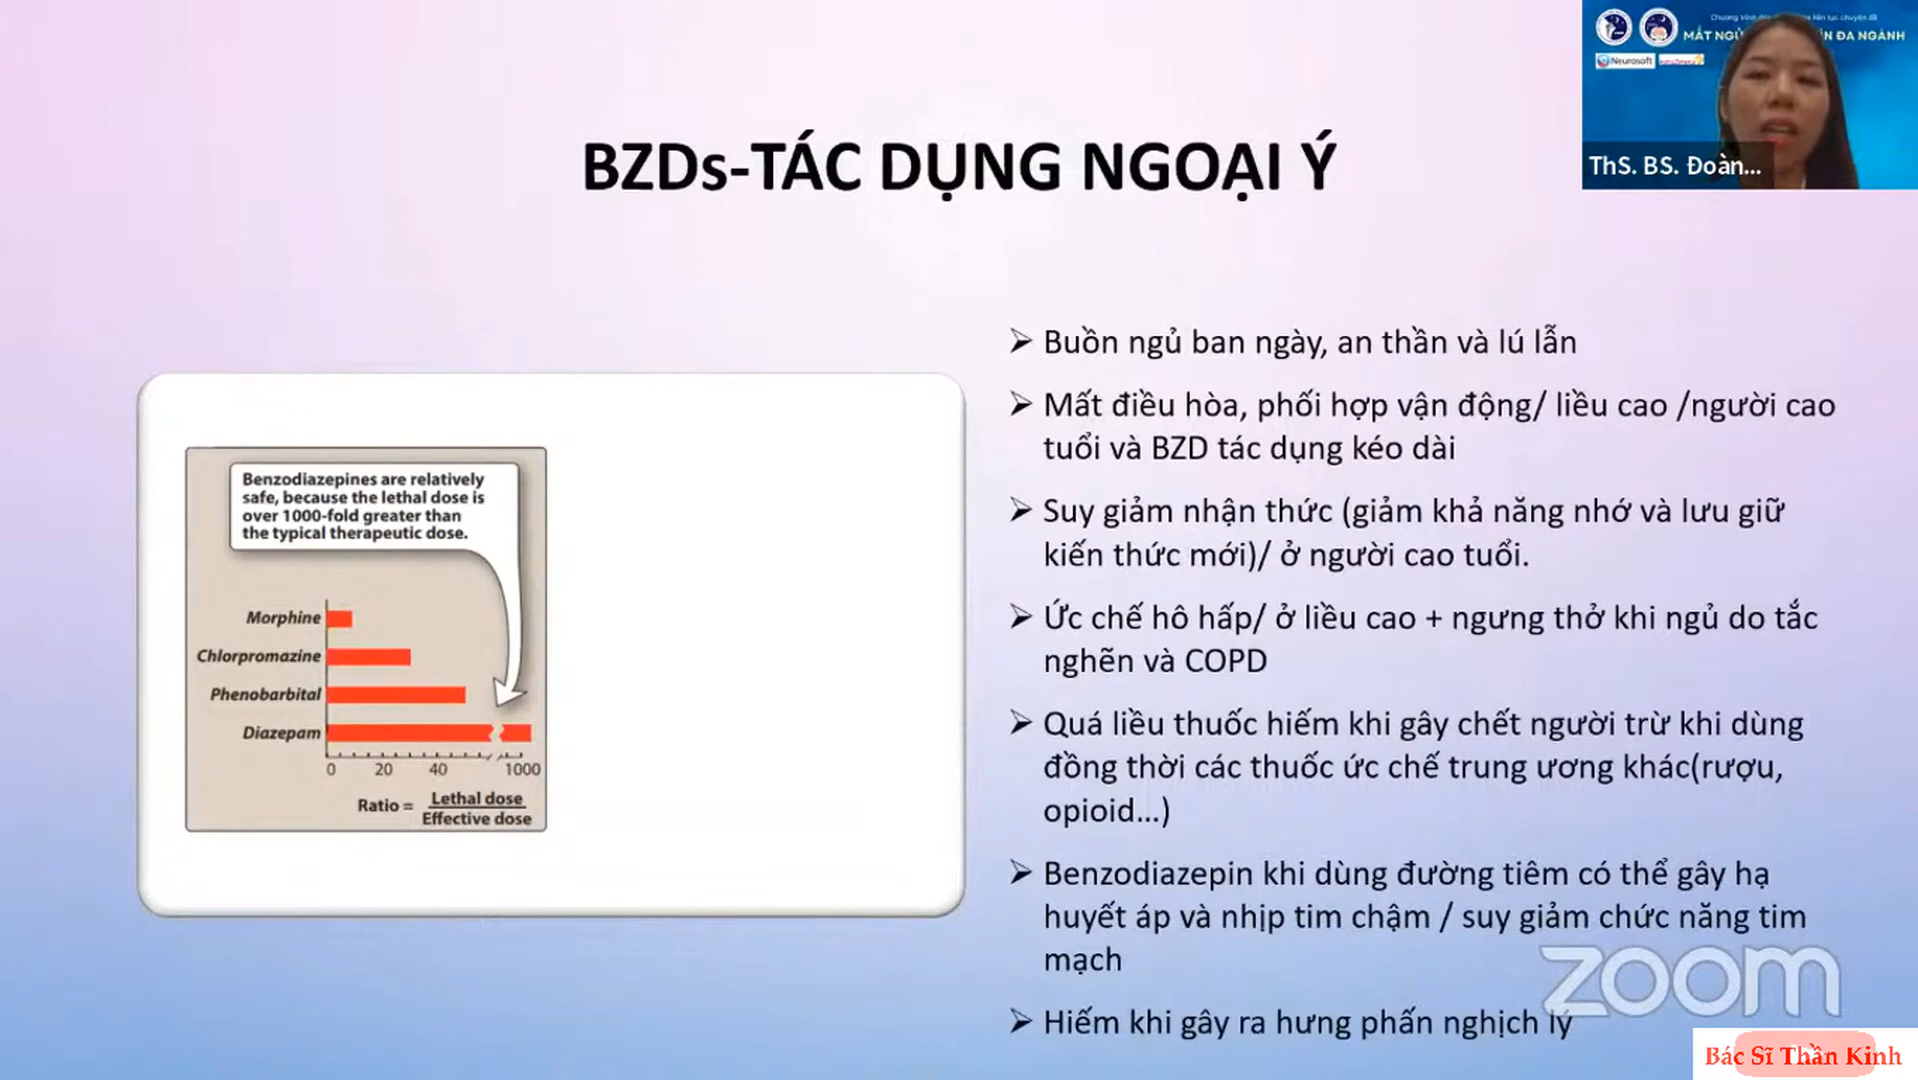 Chương trình
liên tục chuyên đề
MẤT NGỦ
ĐA NGÀNH
Neurosoft
ThS. BS. Đoàn...
BZDs-TÁC DỤNG NGOẠI Ý
Benzodiazepines are relatively
safe, because the lethal dose is
over 1000-fold greater than
the typical therapeutic dose.
Morphine
Chlorpromazine
Phenobarbital
Diazepam
0 20 40 1000
Ratio = Lethal dose
Effective dose
➢ Buồn ngủ ban ngày, an thần và lú lẫn
➢ Mất điều hòa, phối hợp vận động/ liều cao /người cao
tuổi và BZD tác dụng kéo dài
➢ Suy giảm nhận thức (giảm khả năng nhớ và lưu giữ
kiến thức mới)/ ở người cao tuổi.
➢ Ức chế hô hấp/ ở liều cao + ngưng thở khi ngủ do tắc
nghẽn và COPD
➢ Quá liều thuốc hiếm khi gây chết người trừ khi dùng
đồng thời các thuốc ức chế trung ương khác(rượu,
opioid...)
➢ Benzodiazepin khi dùng đường tiêm có thể gây hạ
huyết áp và nhịp tim chậm / suy giảm chức năng tim
mạch
➢ Hiếm khi gây ra hưng phấn nghịch lý
zoom
Bác Sĩ Thần Kinh